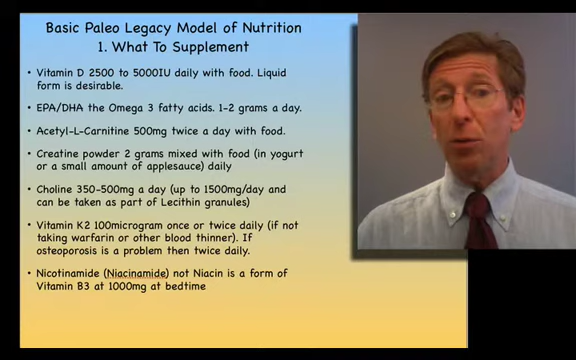 Basic Paleo Legacy Model of Nutrition
1. What To Supplement
• Vitamin D 2500 to 5000IU daily with food. Liquid
form is desirable.
• EPA/DHA the Omega 3 fatty acids. 1-2 grams a day.
• Acetyl-L-Carnitine 500mg twice a day with food.
• Creatine powder 2 grams mixed with food (in yogurt
or a small amount of applesauce) daily
• Choline 350-500mg a day (up to 1500mg/day and
can be taken as part of Lecithin granules)
• Vitamin K2 100microgram once or twice daily (if not
taking warfarin or other blood thinner). If
osteoporosis is a problem then twice daily.
• Nicotinamide (Niacinamide) not Niacin is a form of
Vitamin B3 at 1000mg at bedtime